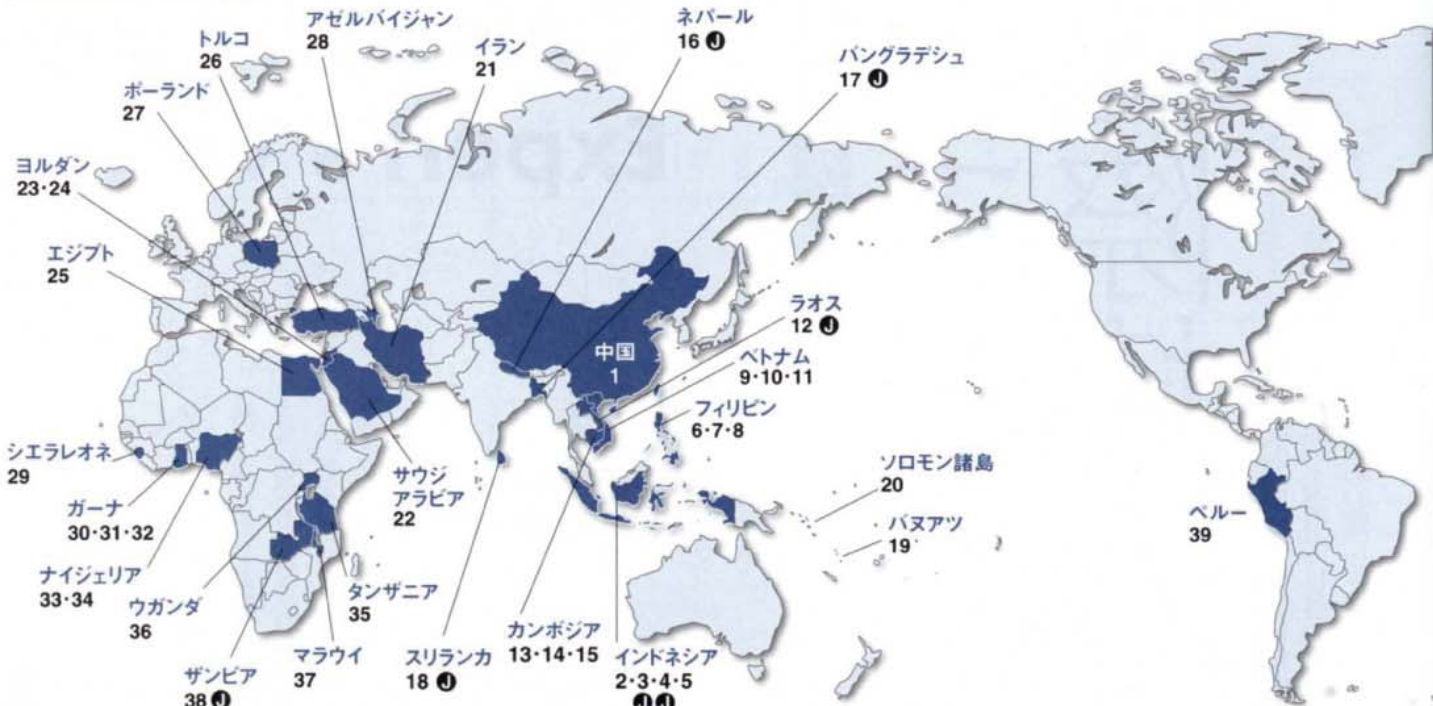 アゼルバイジャン
28
トルコ
26
イラン
21
ネパール
16 J
バングラデシュ
17 J
ポーランド
27
ヨルダン
23・24
エジプト
25
中国
1
ラオス
12 J
ベトナム
9・10・11
フィリピン
6・7・8
ソロモン諸島
20
バヌアツ
19
ペルー
39
シエラレオネ
29
ガーナ
30・31・32
ナイジェリア
33・34
ウガンダ
36
ザンビア
38 J
マラウイ
37
タンザニア
35
サウジ
アラビア
22
スリランカ
18 J
カンボジア
13・14・15
インドネシア
2・3・4・5
J J